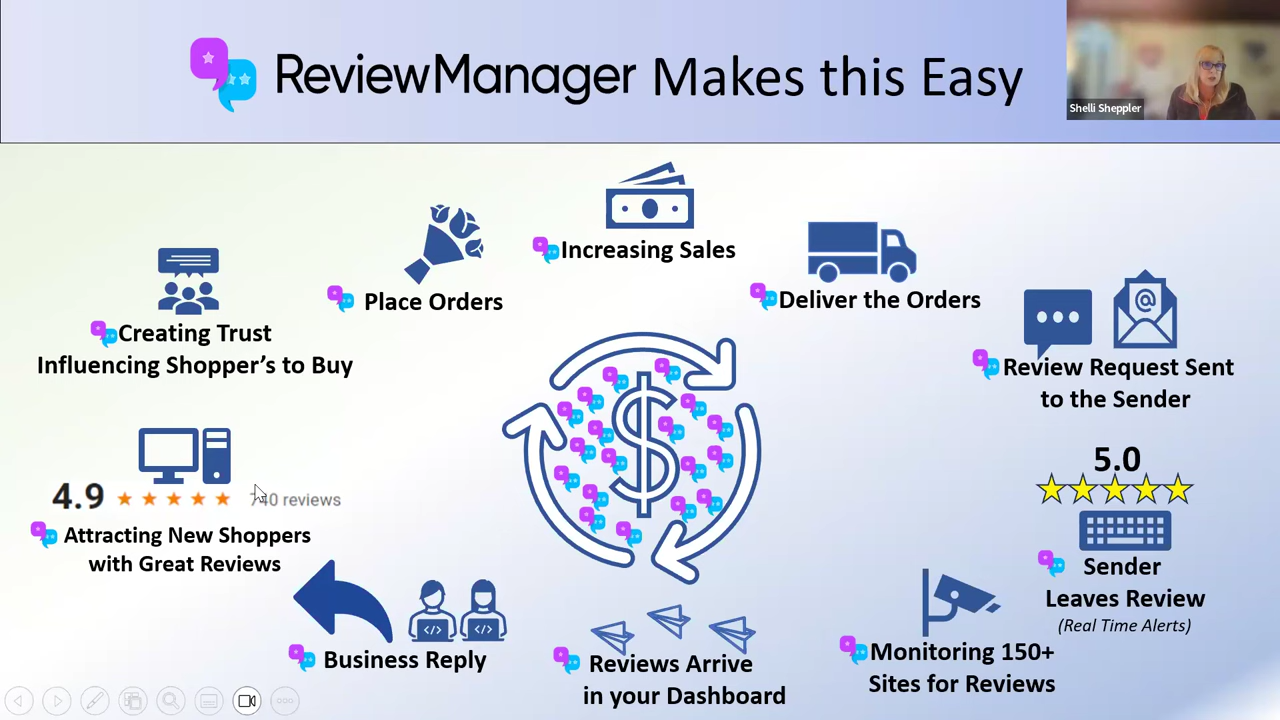 ReviewManager Makes this Easy
Shelli Sheppler
Increasing Sales
Place Orders
Deliver the Orders
Creating Trust
Influencing Shopper's to Buy
Review Request Sent
to the Sender
4.9
40 reviews
Attracting New Shoppers
with Great Reviews
$
5.0
Sender
Leaves Review
(Real Time Alerts)
Business Reply
Reviews Arrive
in your Dashboard
Monitoring 150+
Sites for Reviews